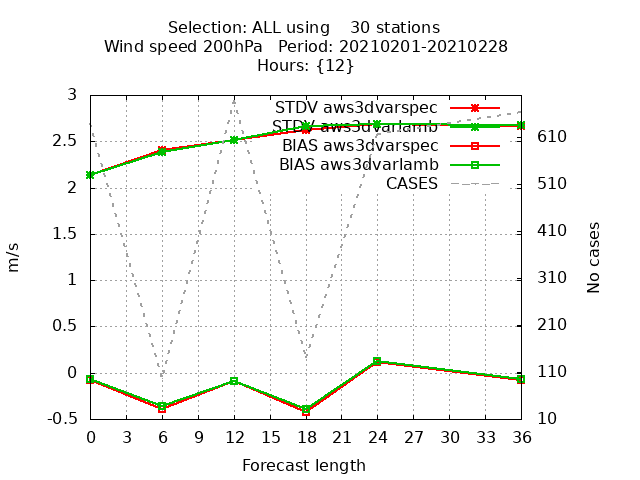 Selection: ALL using    30 stations
Wind speed 200hPa   Period: 20210201-20210228
Hours: {12}
STDV aws3dvarspec
STDV aws3dvarlamb
BIAS aws3dvarspec
BIAS aws3dvarlamb
CASES
3
2.5
2
1.5
1
0.5
0
-0.5
610
510
410
310
210
110
10
m/s
No cases
0 3 6 9 12 15 18 21 24 27 30 33 36
Forecast length